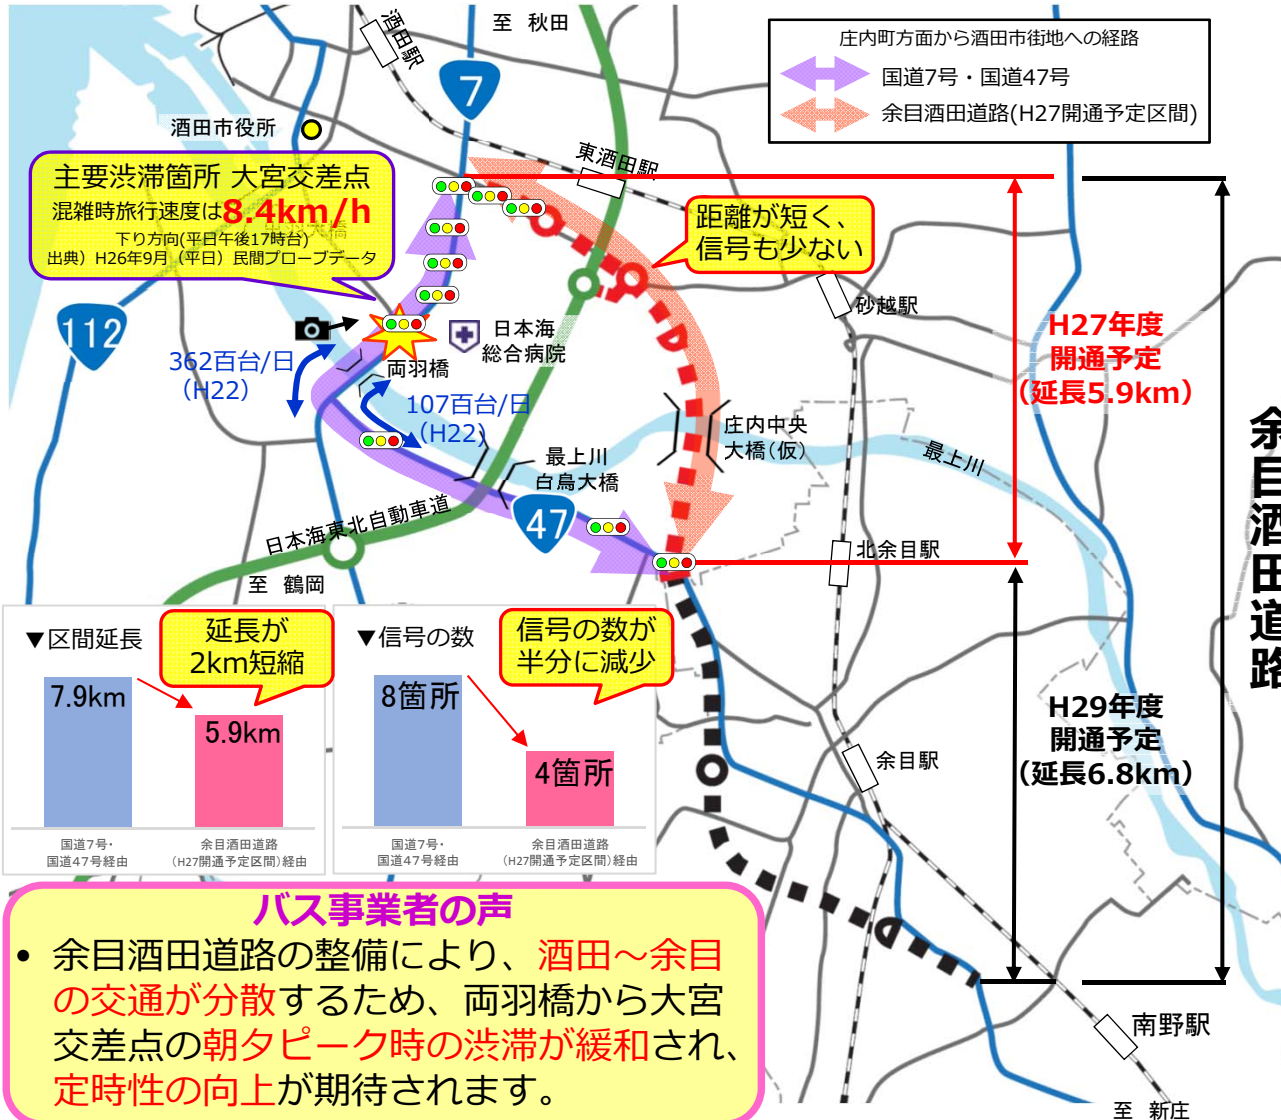 至 秋田
酒田駅
7
庄内町方面から酒田市街地への経路
国道7号・国道47号
余目酒田道路(H27開通予定区間)
酒田市役所
東酒田駅
主要渋滞箇所 大宮交差点
混雑時旅行速度は8.4km/h
下り方向(平日午後17時台)
出典）H26年9月（平日）民間プローブデータ
距離が短く、
信号も少ない
砂越駅
112
日本海
総合病院
両羽橋
362百台/日
（H22）
107百台/日
（H22）
H27年度
開通予定
（延長5.9km）
庄内中央
大橋(仮)
最上川
最上川
白鳥大橋
47
日本海東北自動車道
至 鶴岡
北余目駅
余目酒田道路
▼区間延長
延長が
2km短縮
7.9km
5.9km
国道7号・
国道47号経由
余目酒田道路
（H27開通予定区間）経由
▼信号の数
信号の数が
半分に減少
8箇所
4箇所
国道7号・
国道47号経由
余目酒田道路
（H27開通予定区間）経由
H29年度
開通予定
（延長6.8km）
余目駅
バス事業者の声
• 余目酒田道路の整備により、酒田～余目
の交通が分散するため、両羽橋から大宮
交差点の朝夕ピーク時の渋滞が緩和され、
定時性の向上が期待されます。
南野駅
至 新庄